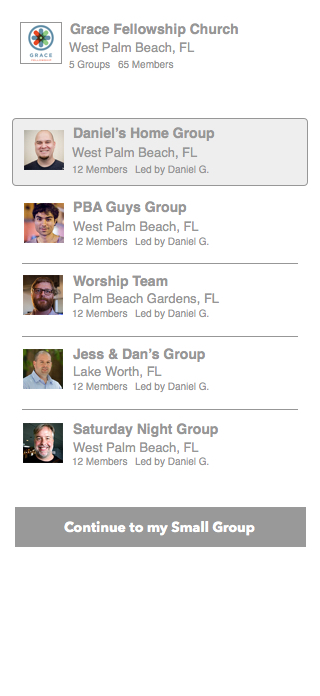 Grace Fellowship Church
West Palm Beach, FL
5 Groups 65 Members
GRACE
Daniel's Home Group
West Palm Beach, FL
12 Members Led by Daniel G.
PBA Guys Group
West Palm Beach, FL
12 Members Led by Daniel G.
Worship Team
Palm Beach Gardens, FL
12 Members Led by Daniel G.
Jess & Dan's Group
Lake Worth, FL
12 Members Led by Daniel G.
Saturday Night Group
West Palm Beach, FL
12 Members Led by Daniel G.
Continue to my Small Group